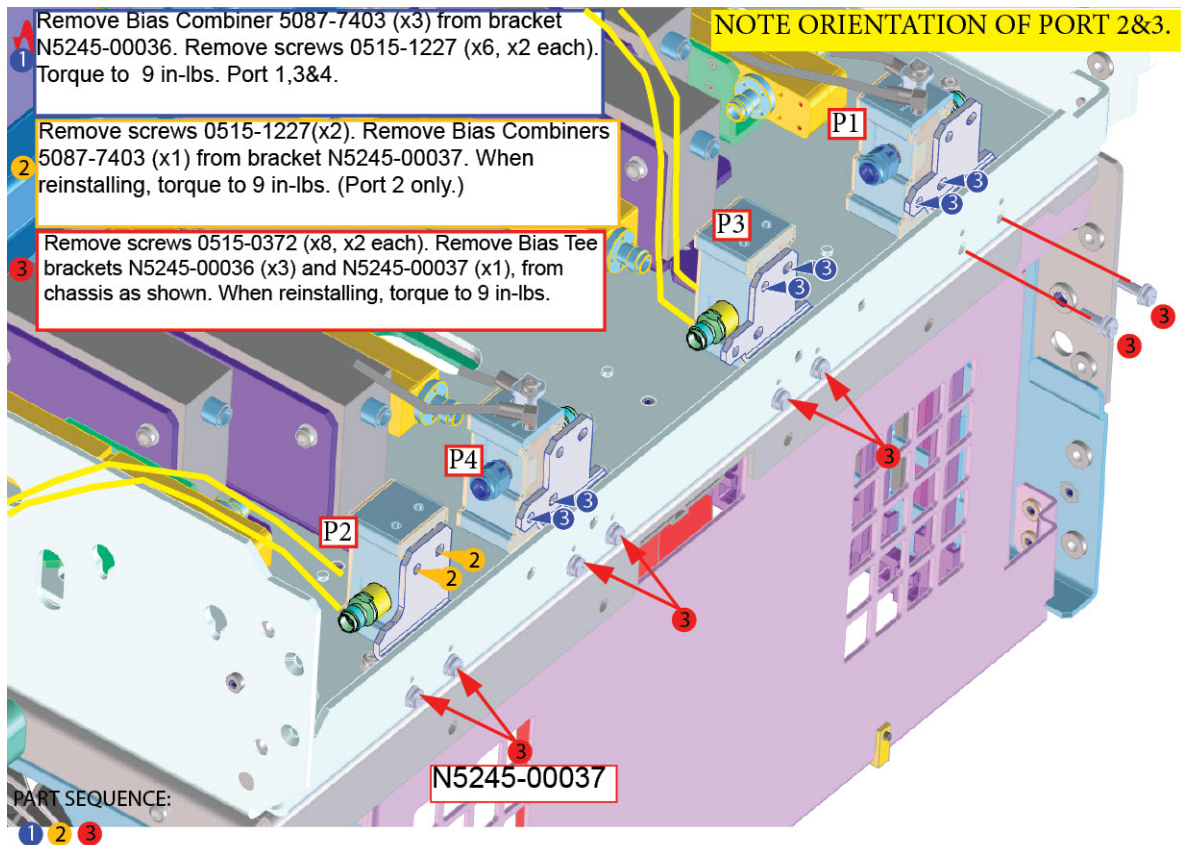 Remove Bias Combiner 5087-7403 (x3) from bracket
N5245-00036. Remove screws 0515-1227 (x6, x2 each).
Torque to  9 in-lbs. Port 1,3&4.
1
NOTE ORIENTATION OF PORT 2&3.
Remove screws 0515-1227(x2). Remove Bias Combiners
5087-7403 (x1) from bracket N5245-00037. When
reinstalling, torque to 9 in-lbs. (Port 2 only.)
2
Remove screws 0515-0372 (x8, x2 each). Remove Bias Tee
brackets N5245-00036 (x3) and N5245-00037 (x1), from
chassis as shown. When reinstalling, torque to 9 in-lbs.
3
P1
3
3
P3
3
3
3
3
3
P4
3
3
P2
2
2
3
3
N5245-00037
PART SEQUENCE:
1 2 3